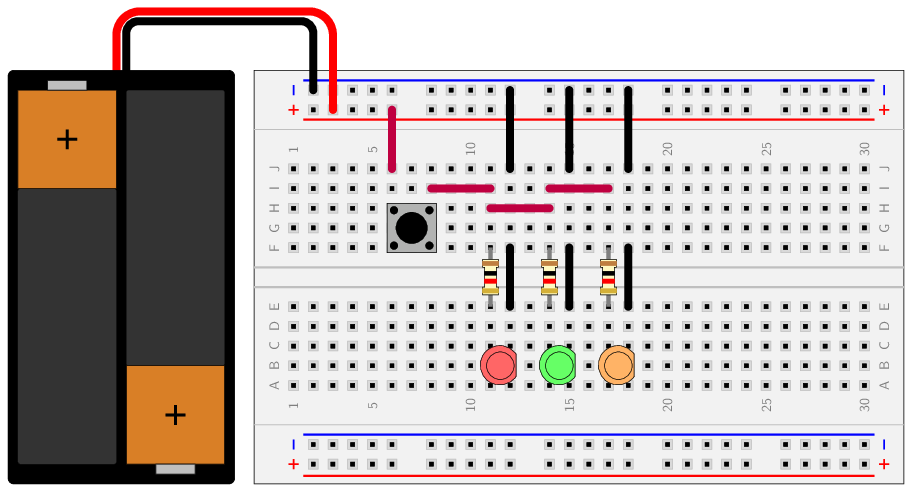 +
+
− −
+ +
1 5 10 15 20 25 30
J J
I I
H H
G G
F F
E E
D D
C C
B B
A A
1 5 10 15 20 25 30
− −
+ +